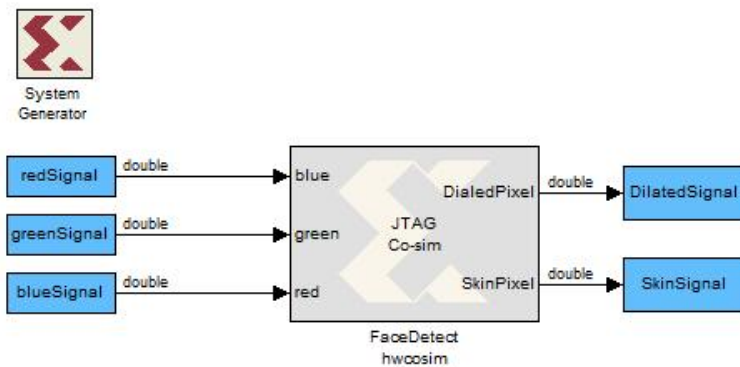 System
Generator
redSignal
double
blue
greenSignal
double
green
blueSignal
double
red
JTAG
Co-sim
DialedPixel
double
DilatedSignal
SkinPixel
double
SkinSignal
FaceDetect
hwcosim